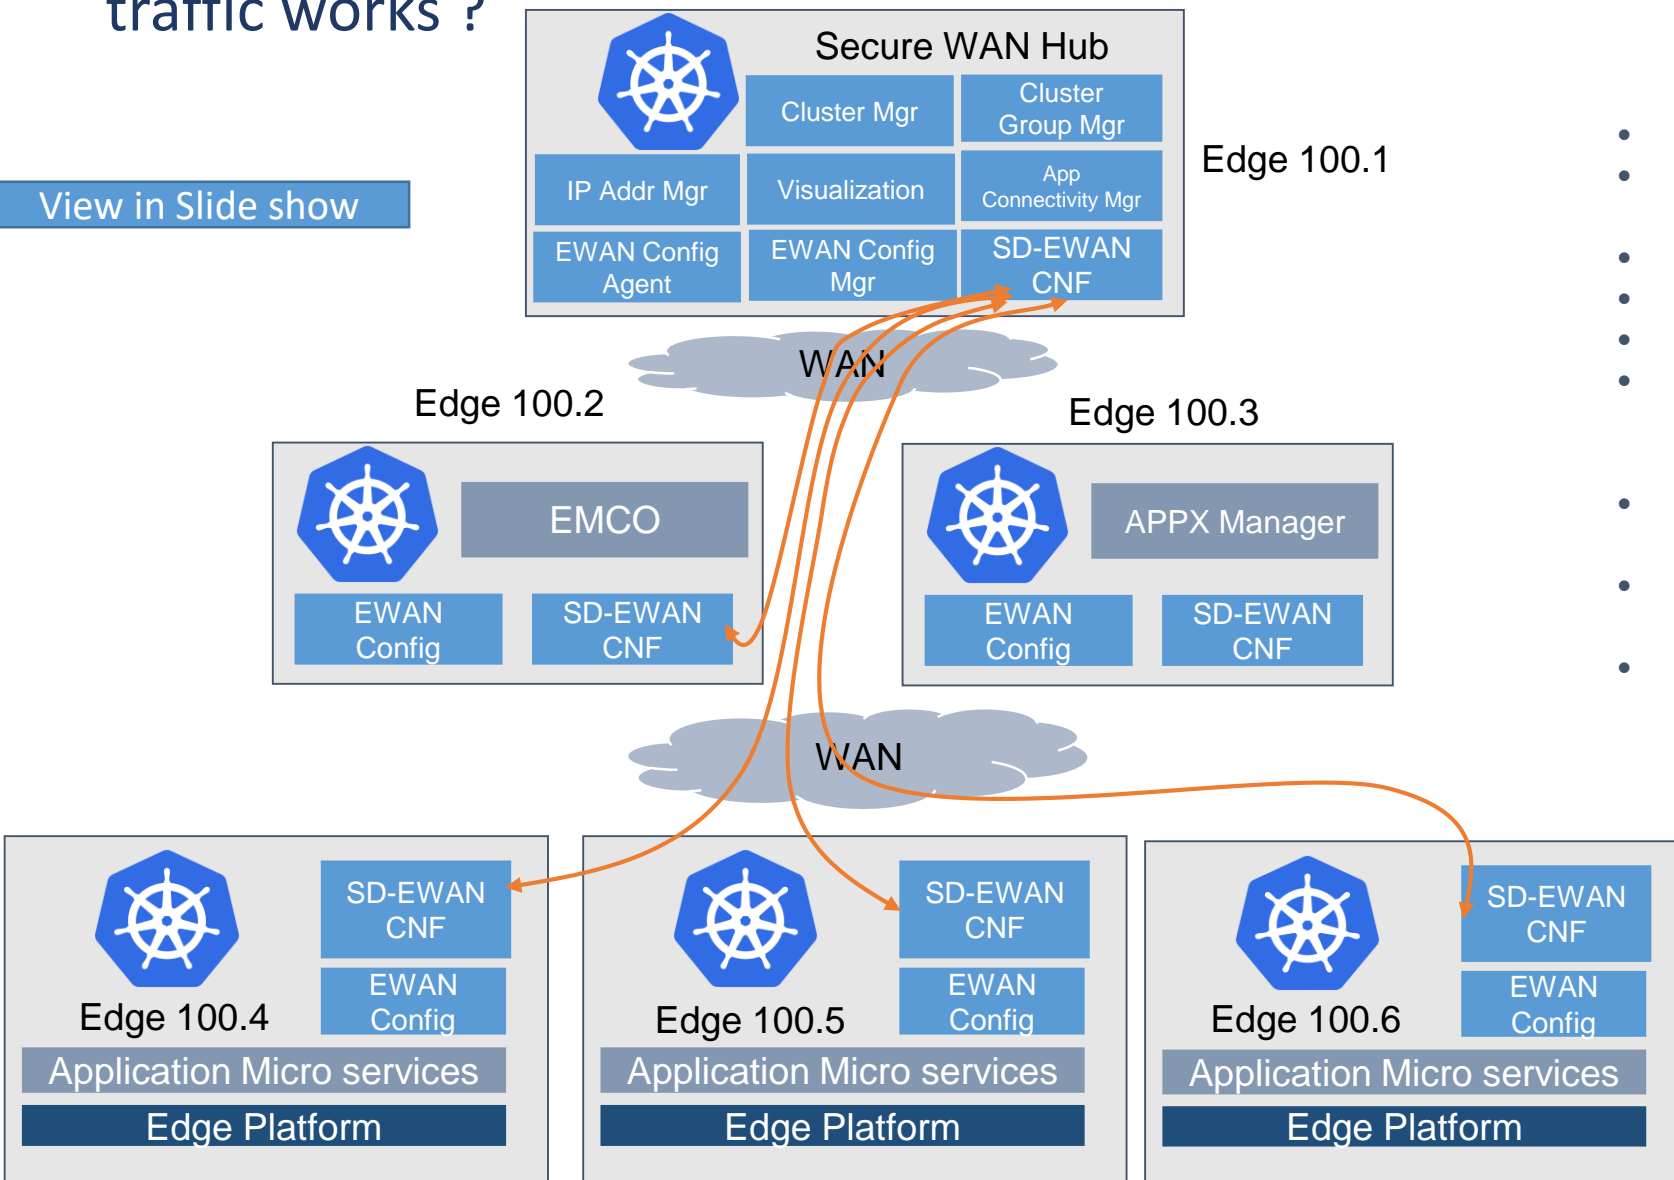 traffic works ?
View in Slide show
Secure WAN Hub
Cluster Mgr
Cluster
Group Mgr
IP Addr Mgr
Visualization
App
Connectivity Mgr
EWAN Config
Agent
EWAN Config
Mgr
SD-EWAN
CNF
Edge 100.1
WAN
Edge 100.2
EMCO
EWAN
Config
SD-EWAN
CNF
Edge 100.3
APPX Manager
EWAN
Config
SD-EWAN
CNF
WAN
SD-EWAN
CNF
EWAN
Config
Edge 100.4
Application Micro services
Edge Platform
SD-EWAN
CNF
EWAN
Config
Edge 100.5
Application Micro services
Edge Platform
SD-EWAN
CNF
EWAN
Config
Edge 100.6
Application Micro services
Edge Platform